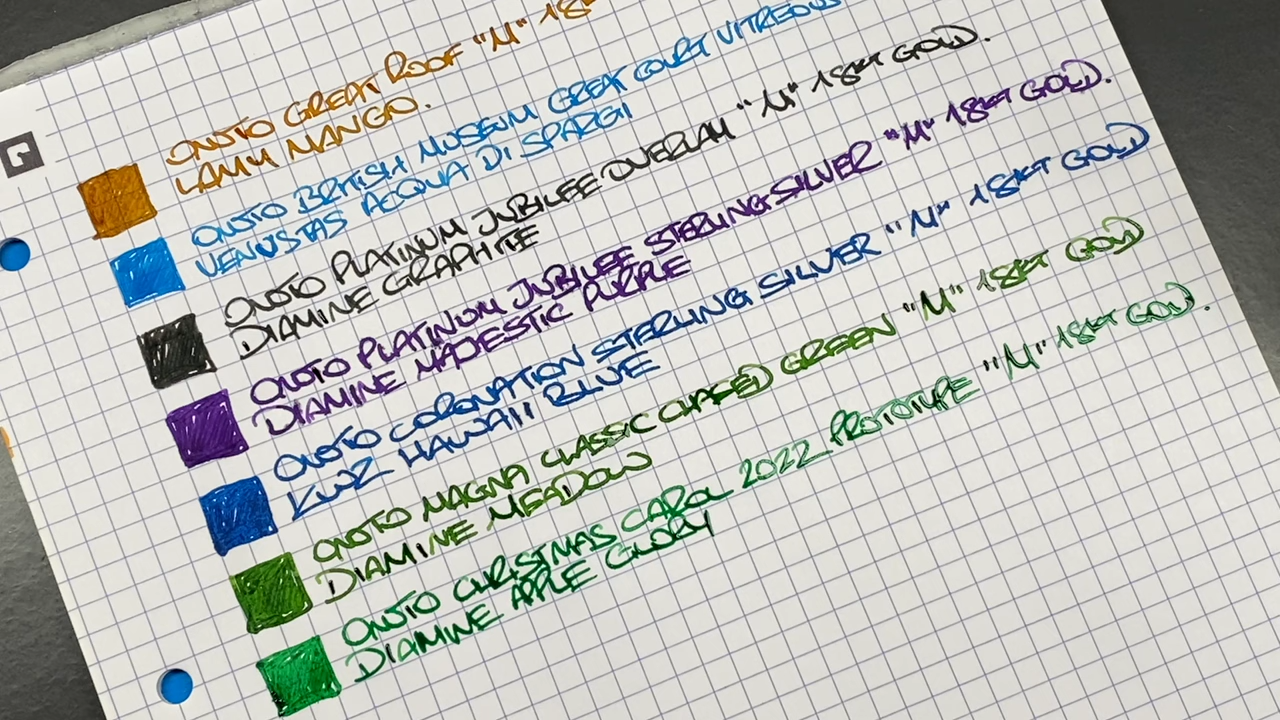 ONOTO GREAT ROOF "M" 18KT
LAMY MANGO.
ONOTO BRITISH MUSEUM GREAT COURT VITREOUS
VENUSTAS ACQUA DI SPARGI
ONOTO PLATINUM JUBILEE OVERLAY "M" 18KT GOLD.
DIAMINE GRAPHITE
ONOTO PLATINUM JUBILEE STERLING SILVER "M" 18KT GOLD.
DIAMINE MAJESTIC PURPLE
ONOTO CORONATION STERLING SILVER "M" 18KT GOLD
KWZ HAWAII BLUE
ONOTO MAGNA CLASSIC CHASED GREEN "M" 18KT GOLD
DIAMINE MEADOW
ONOTO CHRISTMAS CAROL 2022 PROTOTYPE "M" 18KT GOLD.
DIAMINE APPLE GLORY